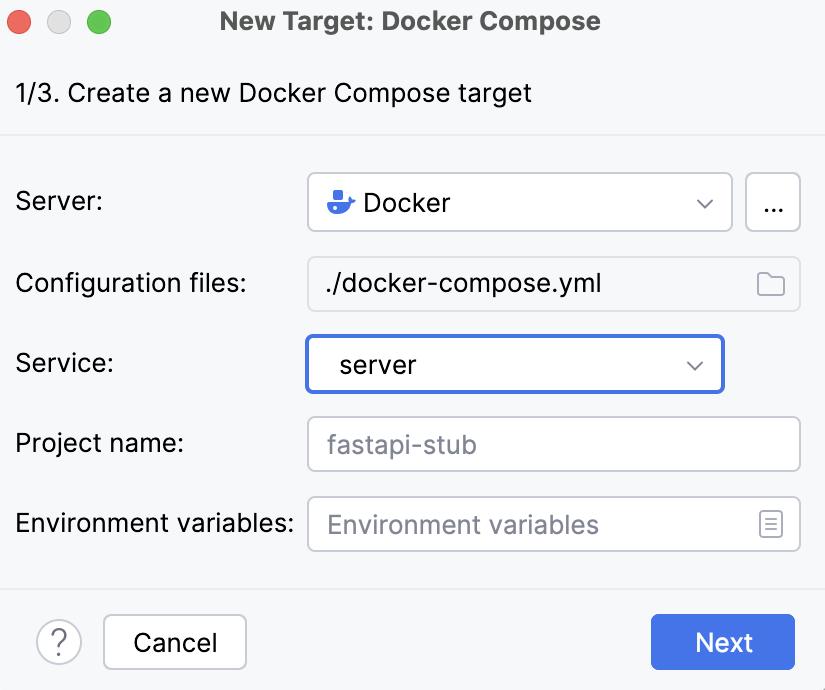 New Target: Docker Compose
1/3. Create a new Docker Compose target
Server: Docker ...
Configuration files: ./docker-compose.yml
Service: server
Project name: fastapi-stub
Environment variables: Environment variables
? Cancel Next